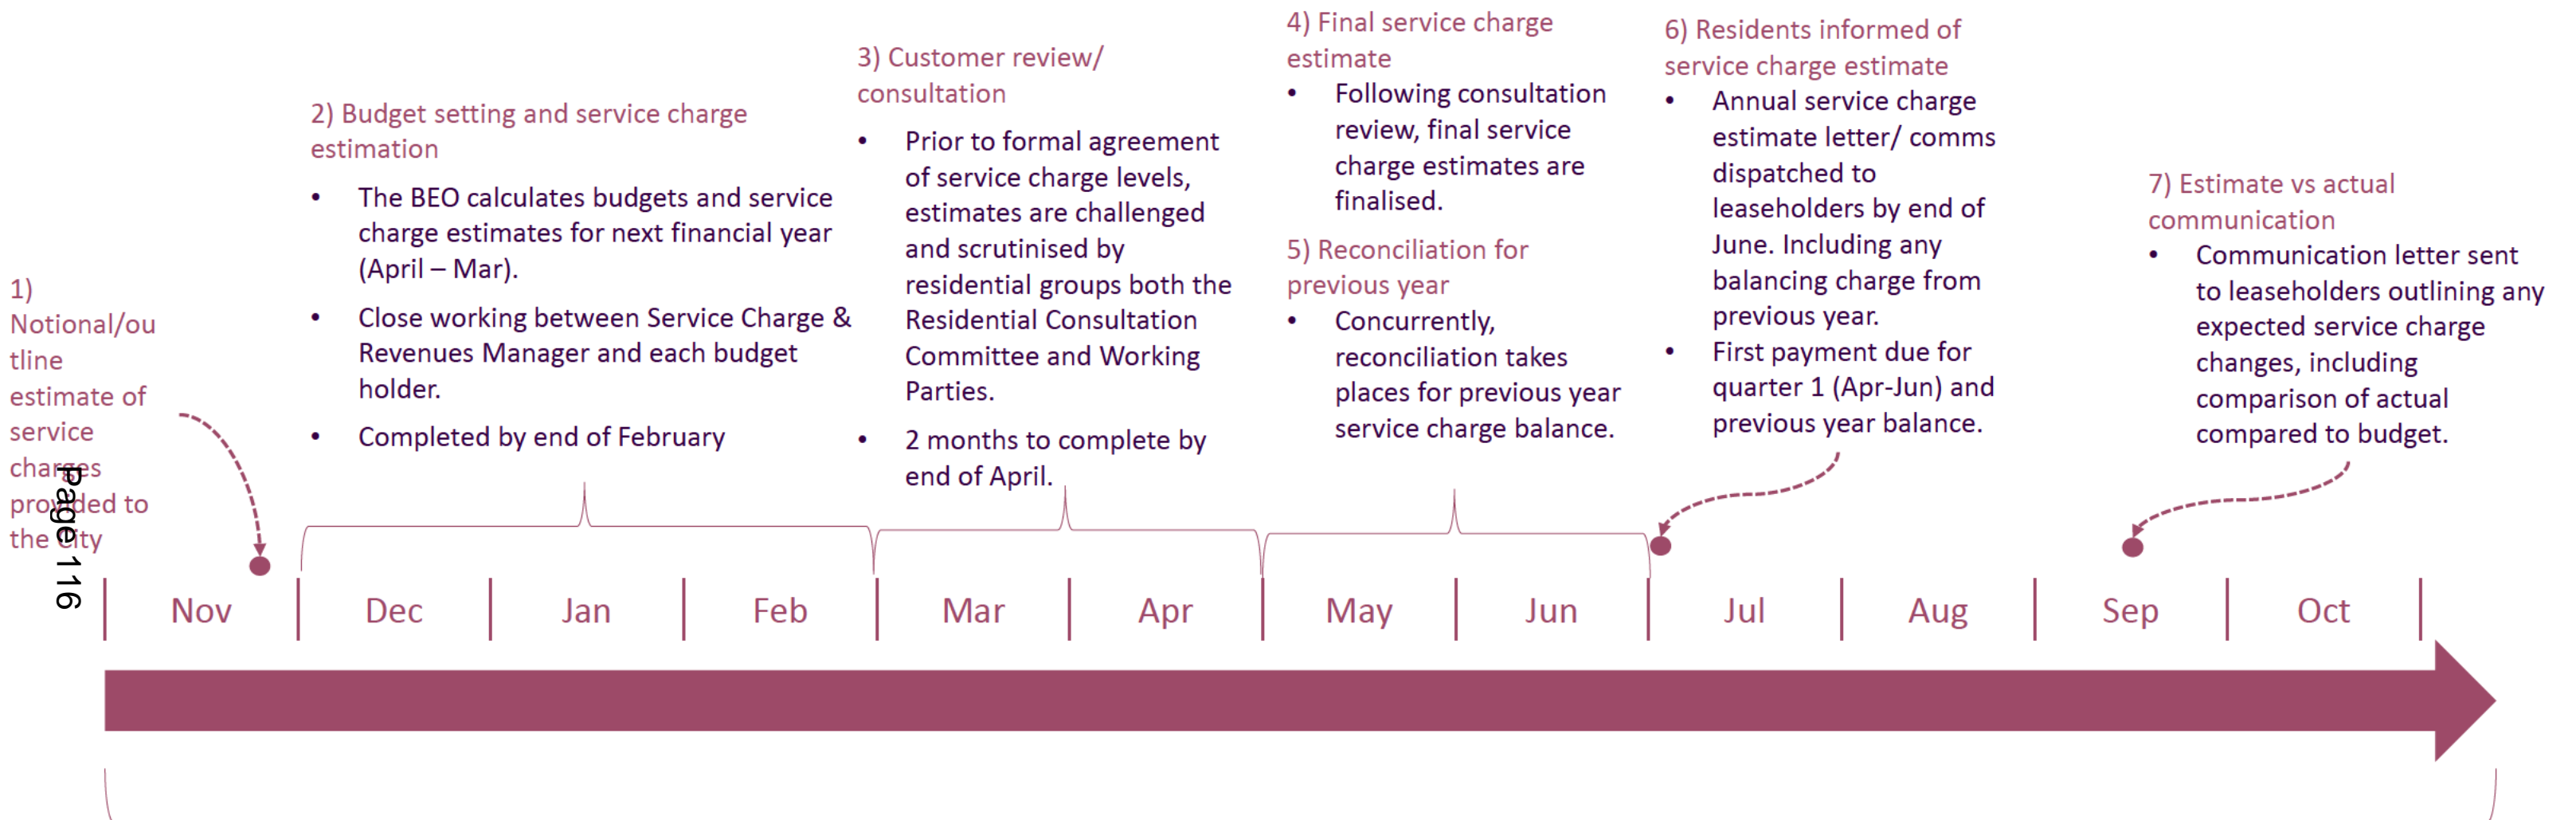 1)
Notional/ou
tline
estimate of
service
charges
provided to
the City
Page 116
2) Budget setting and service charge
estimation
• The BEO calculates budgets and service
charge estimates for next financial year
(April – Mar).
• Close working between Service Charge &
Revenues Manager and each budget
holder.
• Completed by end of February
3) Customer review/
consultation
• Prior to formal agreement
of service charge levels,
estimates are challenged
and scrutinised by
residential groups both the
Residential Consultation
Committee and Working
Parties.
• 2 months to complete by
end of April.
4) Final service charge
estimate
• Following consultation
review, final service
charge estimates are
finalised.
5) Reconciliation for
previous year
• Concurrently,
reconciliation takes
places for previous year
service charge balance.
6) Residents informed of
service charge estimate
• Annual service charge
estimate letter/ comms
dispatched to
leaseholders by end of
June. Including any
balancing charge from
previous year.
• First payment due for
quarter 1 (Apr-Jun) and
previous year balance.
7) Estimate vs actual
communication
• Communication letter sent
to leaseholders outlining any
expected service charge
changes, including
comparison of actual
compared to budget.
Nov Dec Jan Feb Mar Apr May Jun Jul Aug Sep Oct